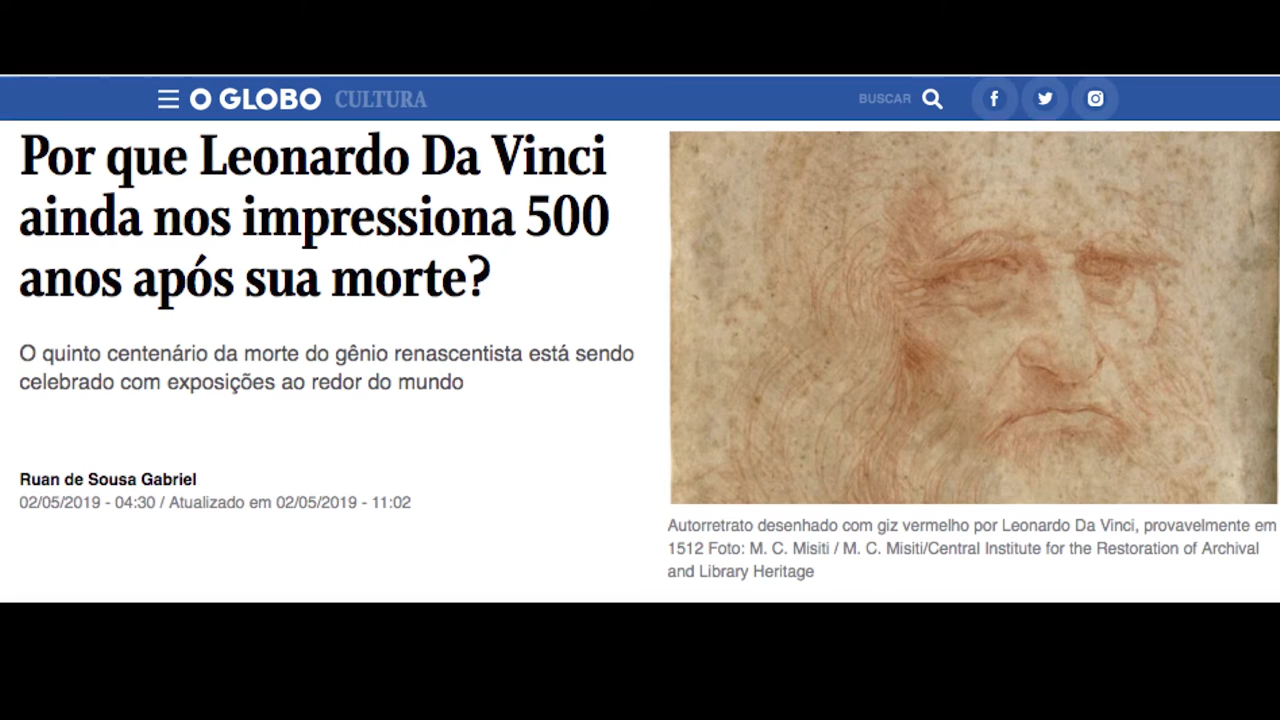 O GLOBO CULTURA BUSCAR
Por que Leonardo Da Vinci
ainda nos impressiona 500
anos após sua morte?
O quinto centenário da morte do gênio renascentista está sendo
celebrado com exposições ao redor do mundo
Ruan de Sousa Gabriel
02/05/2019 - 04:30 / Atualizado em 02/05/2019 - 11:02
Autorretrato desenhado com giz vermelho por Leonardo Da Vinci, provavelmente em
1512 Foto: M. C. Misiti / M. C. Misiti/Central Institute for the Restoration of Archival
and Library Heritage